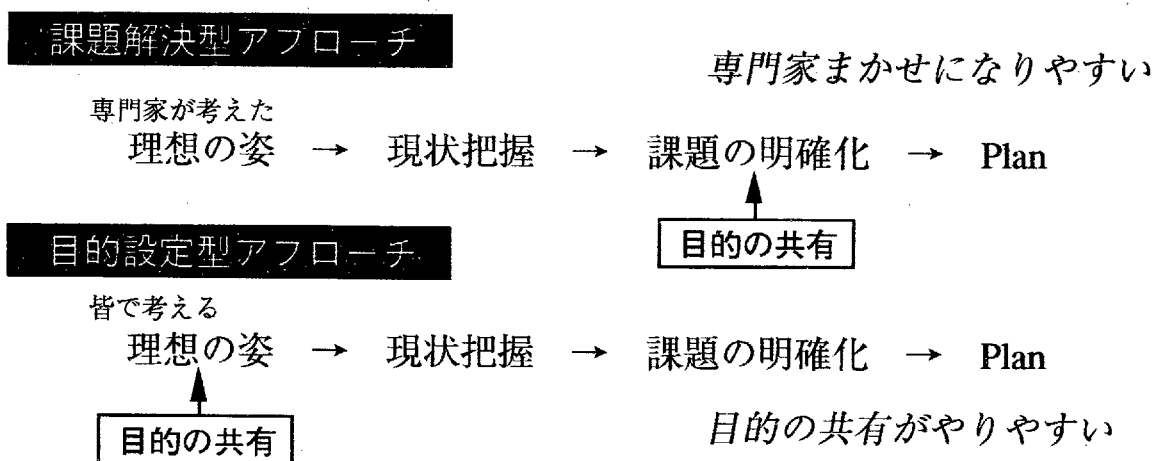 課題解決型アプローチ
専門家まかせになりやすい
専門家が考えた
理想の姿 → 現状把握 → 課題の明確化 → Plan
目的の共有
目的設定型アプローチ
皆で考える
理想の姿 → 現状把握 → 課題の明確化 → Plan
目的の共有
目的の共有がやりやすい